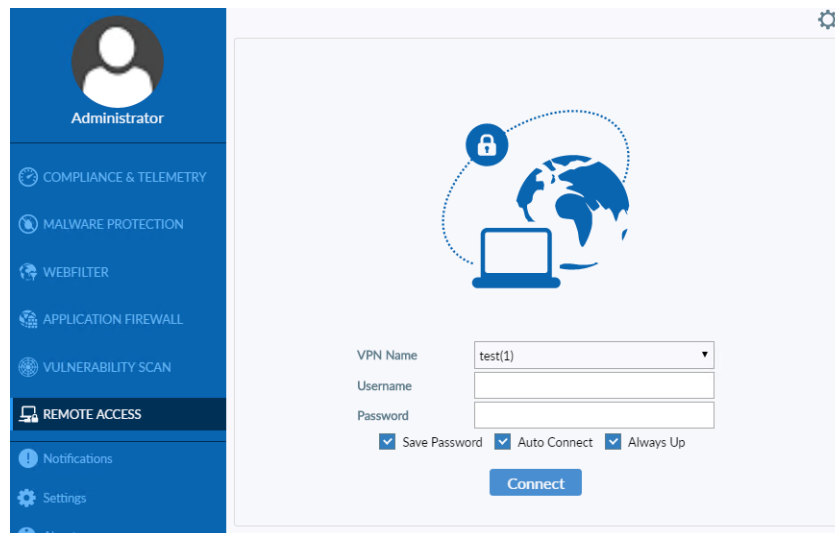 Administrator
COMPLIANCE & TELEMETRY
MALWARE PROTECTION
WEBFILTER
APPLICATION FIREWALL
VULNERABILITY SCAN
REMOTE ACCESS
Notifications
Settings
VPN Name test(1)
Username
Password
Save Password Auto Connect Always Up
Connect